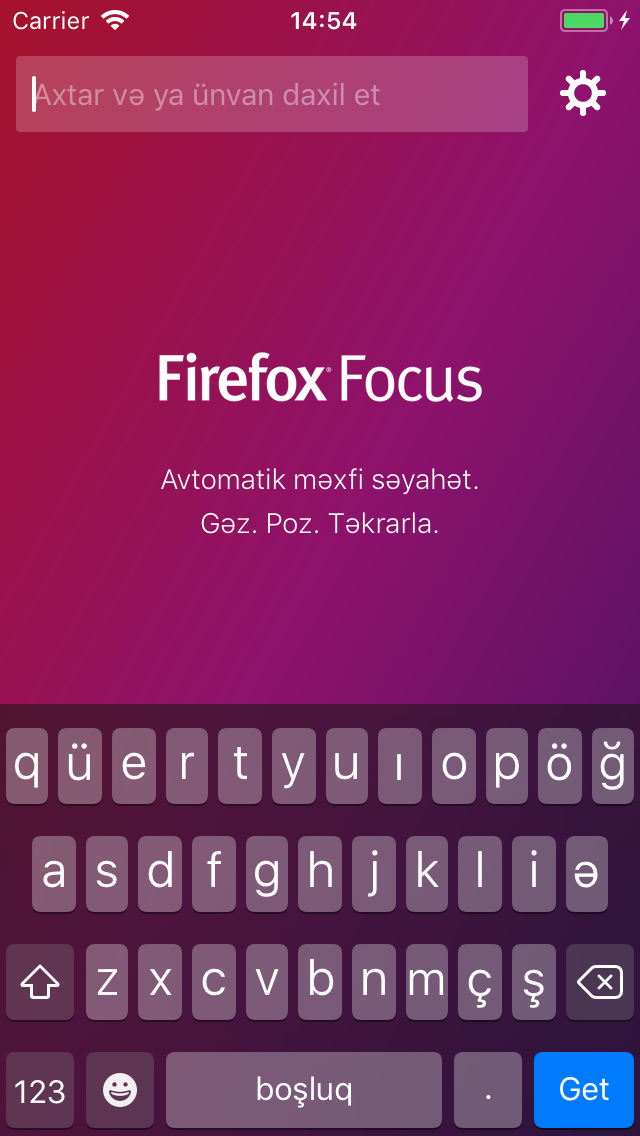 Carrier 14:54
Axtar və ya ünvan daxil et
Firefox® Focus
Avtomatik məxfi səyahət.
Gəz. Poz. Təkrarla.
q ü e r t y u ı o p ö ğ
a s d f g h j k l i ə
z x c v b n m ç ş
123 boşluq . Get